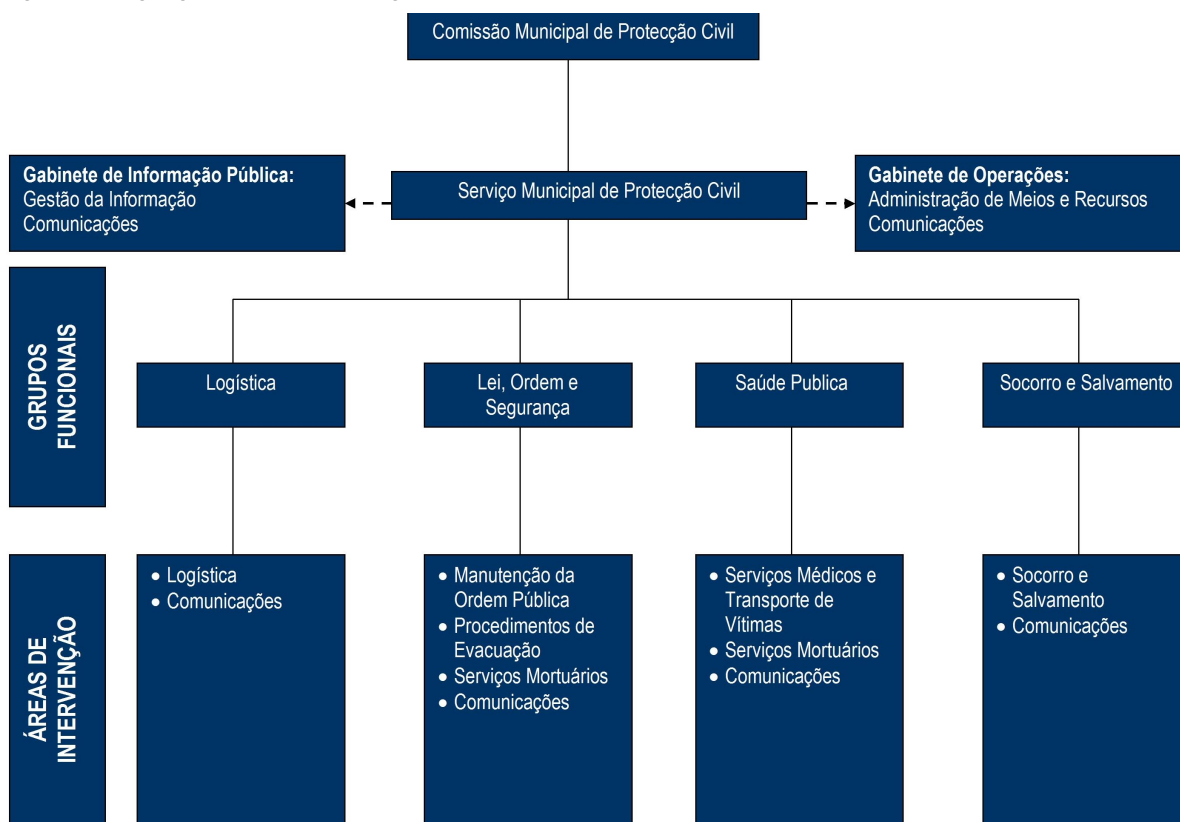 Comissão Municipal de Protecção Civil
Gabinete de Informação Pública:
Gestão da Informação
Comunicações
Serviço Municipal de Protecção Civil
Gabinete de Operações:
Administração de Meios e Recursos
Comunicações
GRUPOS
FUNCIONAIS
Logística
Lei, Ordem e
Segurança
Saúde Publica
Socorro e Salvamento
ÁREAS DE
INTERVENÇÃO
• Logística
• Comunicações
• Manutenção da
Ordem Pública
• Procedimentos de
Evacuação
• Serviços Mortuários
• Comunicações
• Serviços Médicos e
Transporte de
Vítimas
• Serviços Mortuários
• Comunicações
• Socorro e
Salvamento
• Comunicações